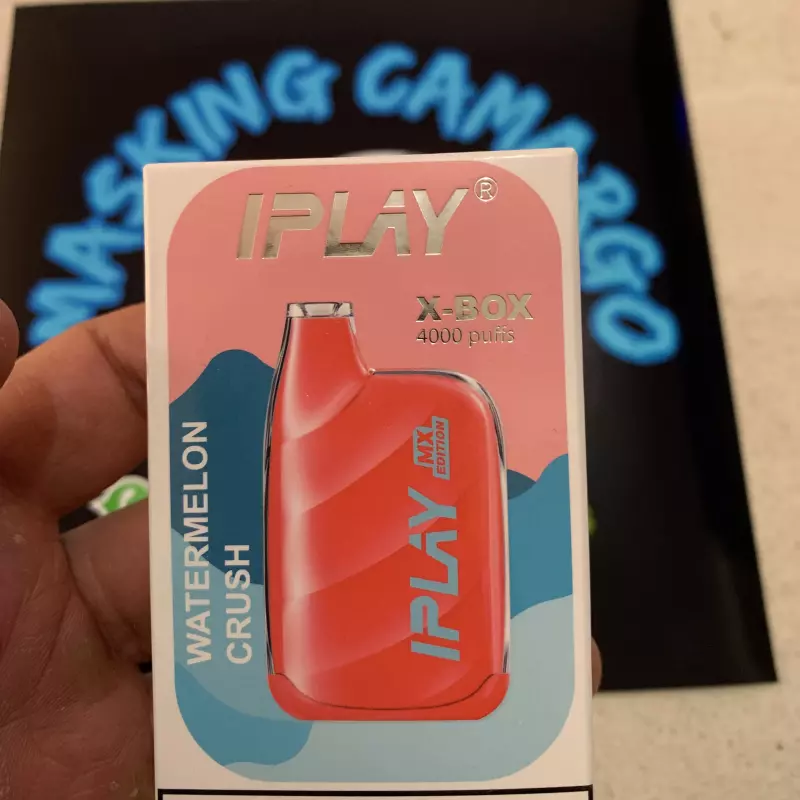 MASKING CAMARGO
IPLAY®
X-BOX
4000 puffs
WATERMELON
CRUSH
IPLAY
MX
EDITION